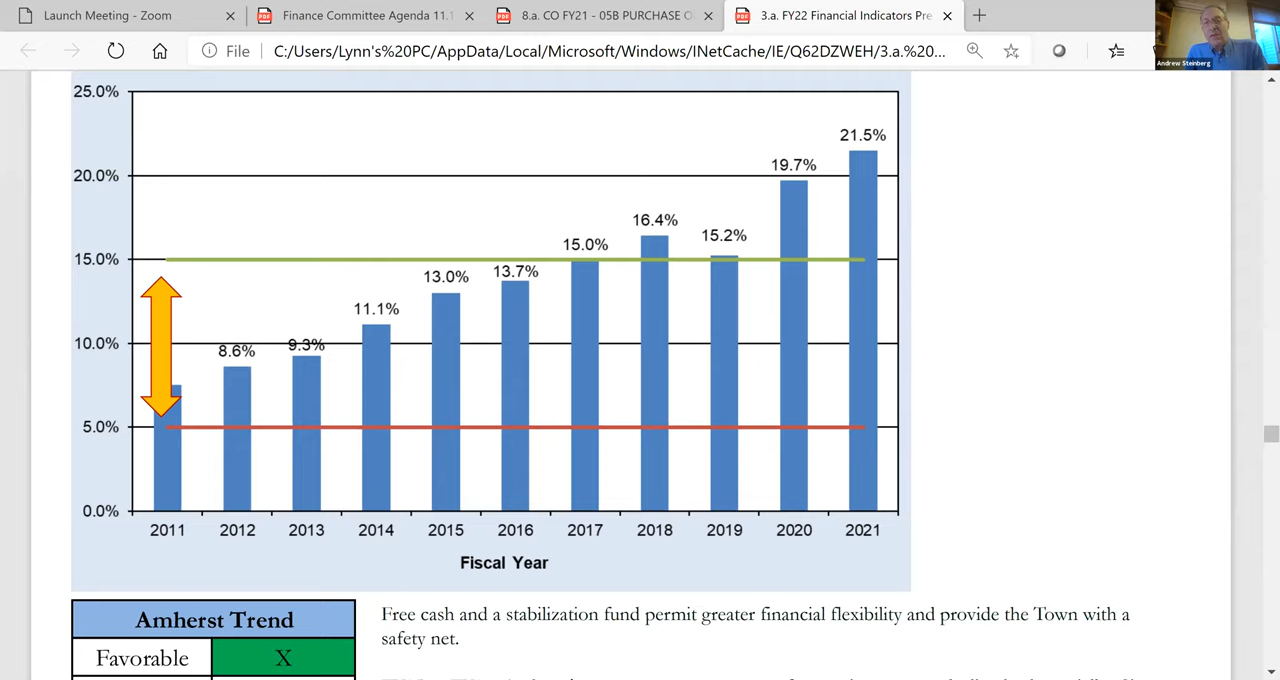 Launch Meeting - Zoom
Finance Committee Agenda 11.1
8.a. CO FY21 - 05B PURCHASE O
3.a. FY22 Financial Indicators Pre
File
C:/Users/Lynn's%20PC/AppData/Local/Microsoft/Windows/INetCache/IE/Q62DZWEH/3.a.%20...
Andrew Steinberg
25.0%
21.5%
20.0%
19.7%
16.4%
15.0%
15.2%
15.0%
13.0%
13.7%
11.1%
10.0%
8.6%
9.3%
5.0%
0.0%
2011 2012 2013 2014 2015 2016 2017 2018 2019 2020 2021
Fiscal Year
Amherst Trend
Favorable X
Free cash and a stabilization fund permit greater financial flexibility and provide the Town with a
safety net.